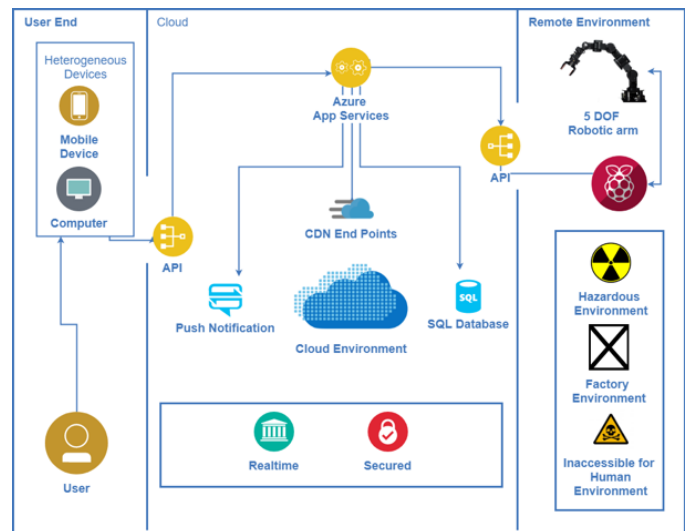 User End
Heterogeneous
Devices
Mobile
Device
Computer
API
User
Cloud
Azure
App Services
CDN End Points
Push Notification
Cloud Environment
SQL
SQL Database
Realtime
Secured
API
Remote Environment
5 DOF
Robotic arm
Hazardous
Environment
Factory
Environment
Inaccessible for
Human
Environment